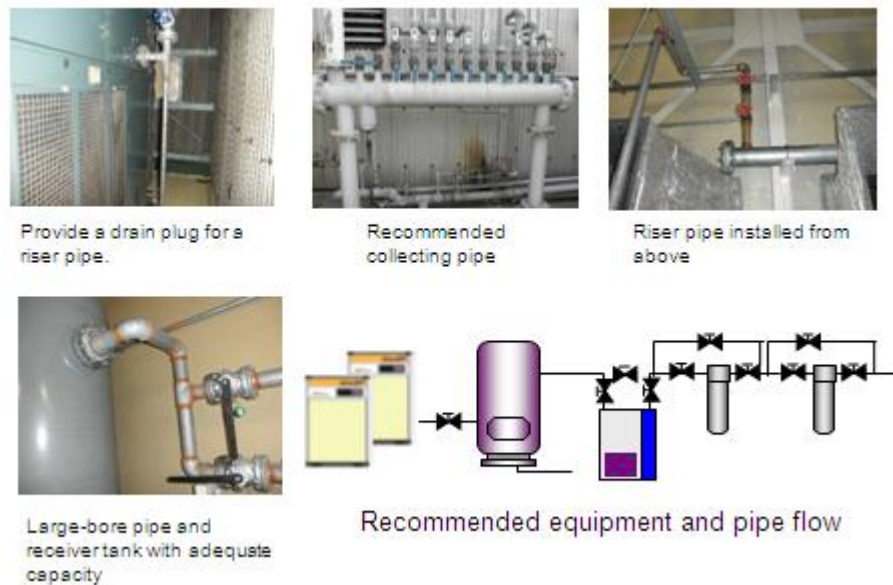 Provide a drain plug for a
riser pipe.
Recommended
collecting pipe
Riser pipe installed from
above
Large-bore pipe and
receiver tank with adequate
capacity
Recommended equipment and pipe flow